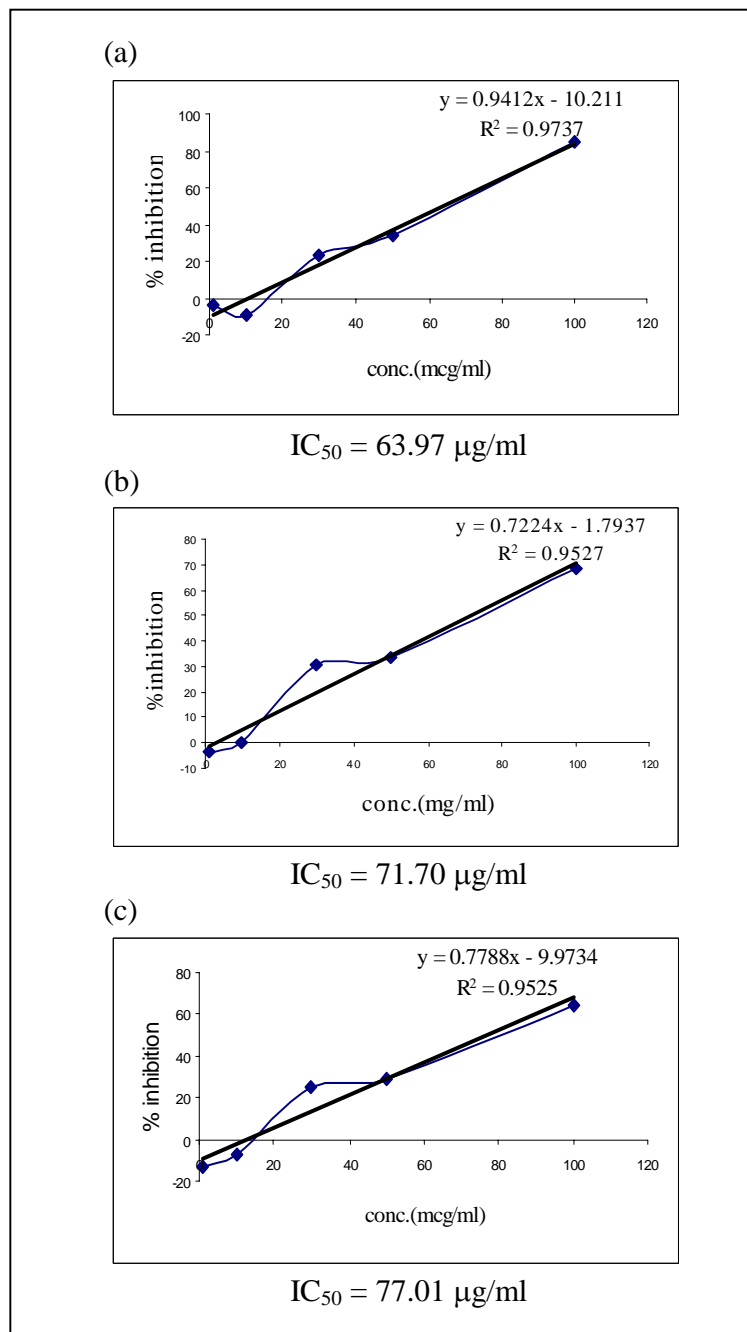 (a)
y = 0.9412x - 10.211
R² = 0.9737
100
80
60
40
20
0
-20
0 20 40 60 80 100 120
% inhibition
conc.(mcg/ml)
IC₅₀ = 63.97 µg/ml
(b)
y = 0.7224x - 1.7937
R² = 0.9527
80
70
60
50
40
30
20
10
0
-10
0 20 40 60 80 100 120
%inhibition
conc.(mg/ml)
IC₅₀ = 71.70 µg/ml
(c)
y = 0.7788x - 9.9734
R² = 0.9525
80
60
40
20
0
-20
0 20 40 60 80 100 120
% inhibition
conc.(mcg/ml)
IC₅₀ = 77.01 µg/ml